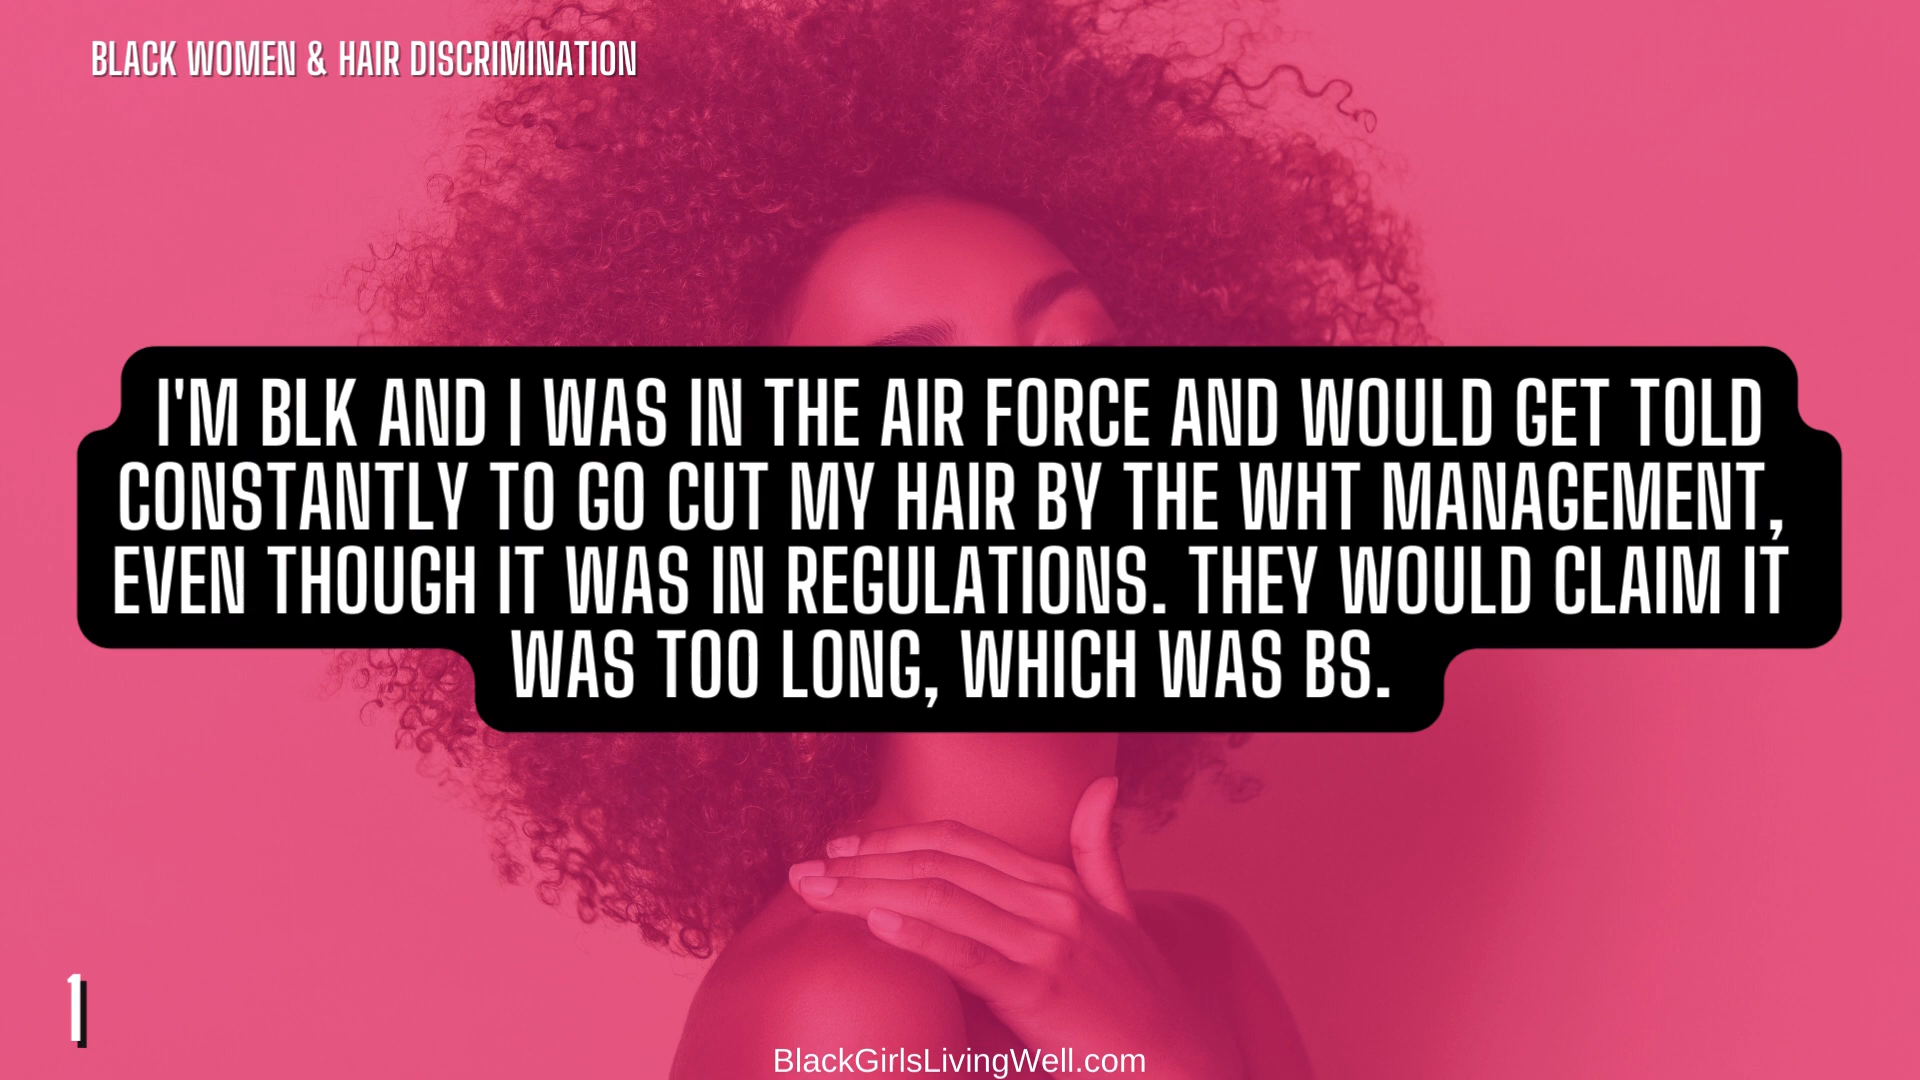 BLACK WOMEN & HAIR DISCRIMINATION
I'M BLK AND I WAS IN THE AIR FORCE AND WOULD GET TOLD
CONSTANTLY TO GO CUT MY HAIR BY THE WHT MANAGEMENT,
EVEN THOUGH IT WAS IN REGULATIONS. THEY WOULD CLAIM IT
WAS TOO LONG, WHICH WAS BS.
1
BlackGirlsLivingWell.com